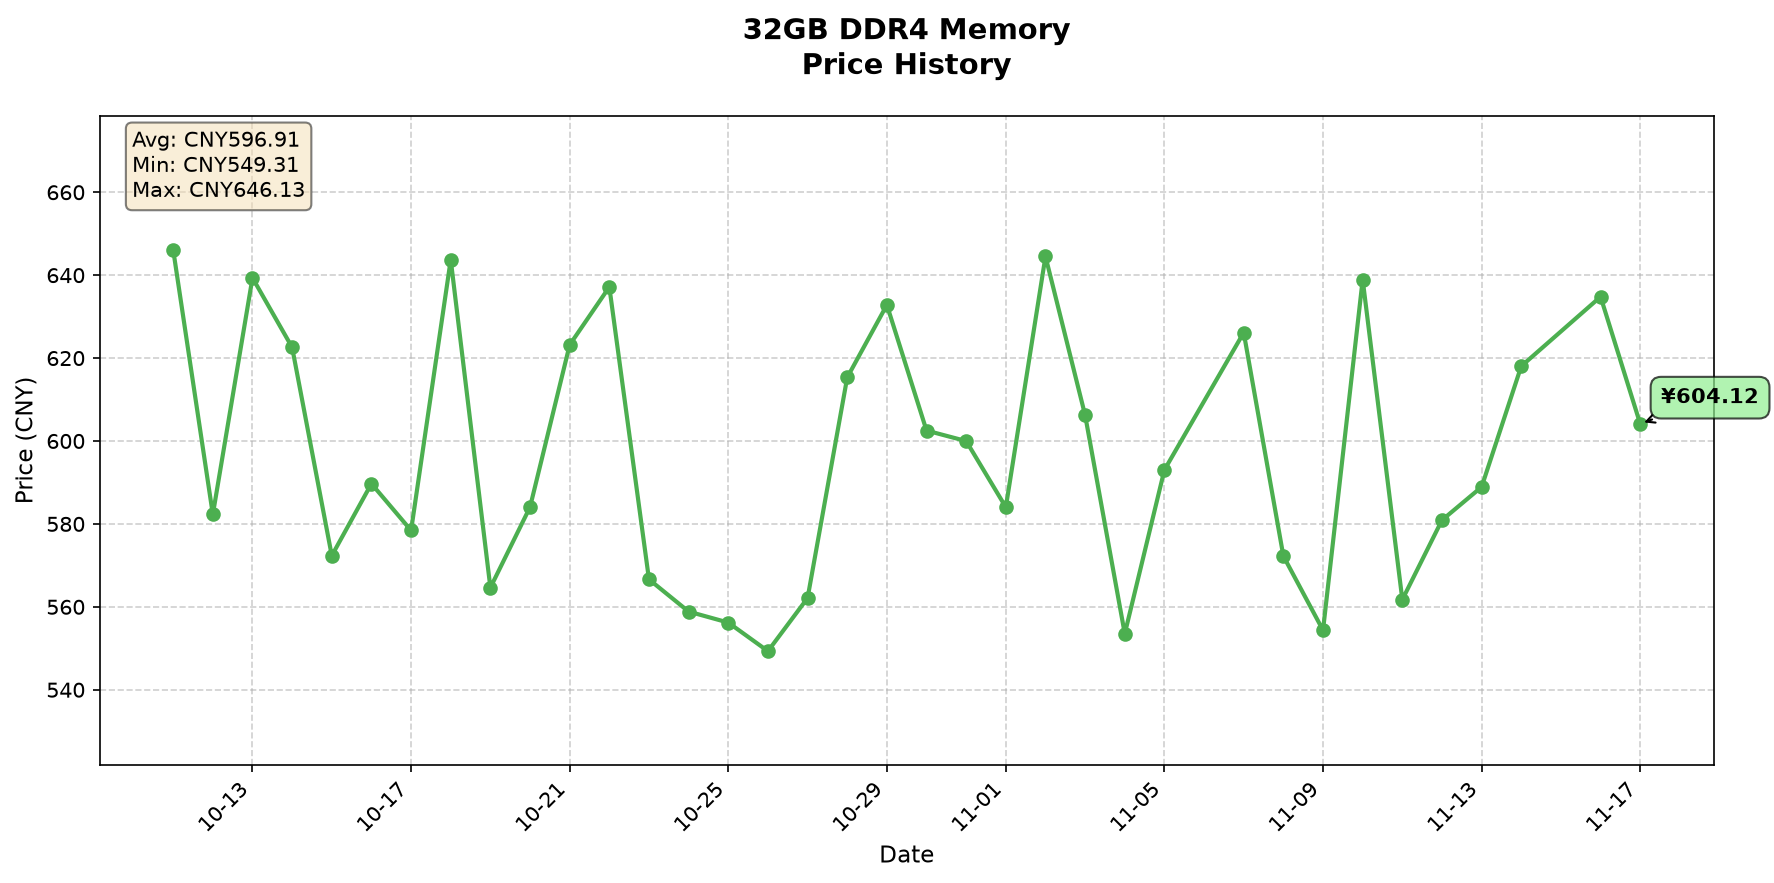 32GB DDR4 Memory
Price History
Avg: CNY596.91
Min: CNY549.31
Max: CNY646.13
660
640
620
600
580
560
540
Price (CNY)
¥604.12
10-13
10-17
10-21
10-25
10-29
11-01
11-05
11-09
11-13
11-17
Date